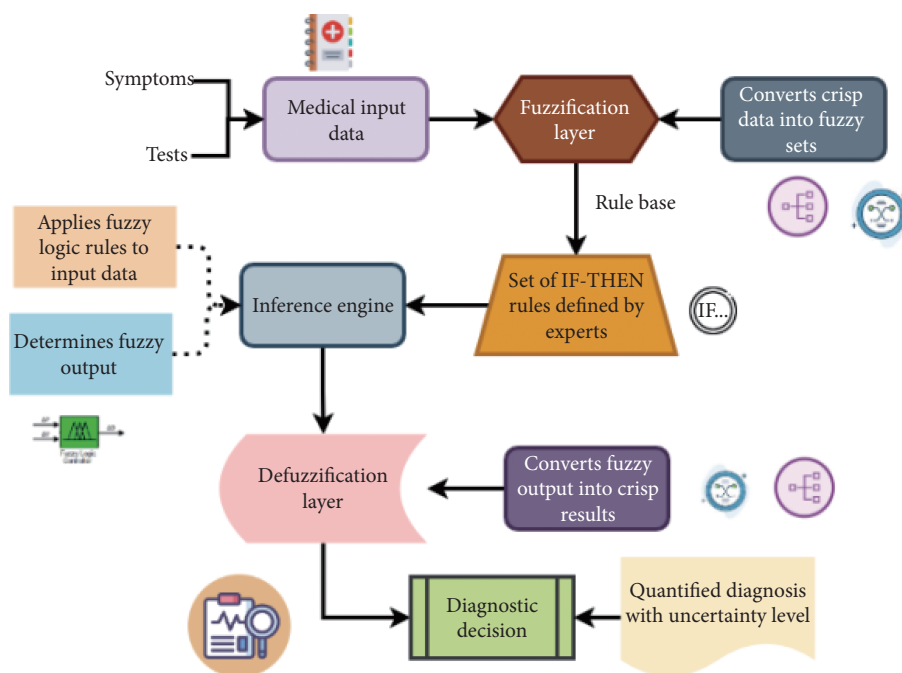 Symptoms
Tests
Medical input
data
Fuzzification
layer
Converts crisp
data into fuzzy
sets
Rule base
Applies fuzzy
logic rules to
input data
Determines fuzzy
output
Inference engine
Set of IF-THEN
rules defined by
experts
IF...
Fuzzy Logic
Defuzzification
layer
Converts fuzzy
output into crisp
results
Diagnostic
decision
Quantified diagnosis
with uncertainty level